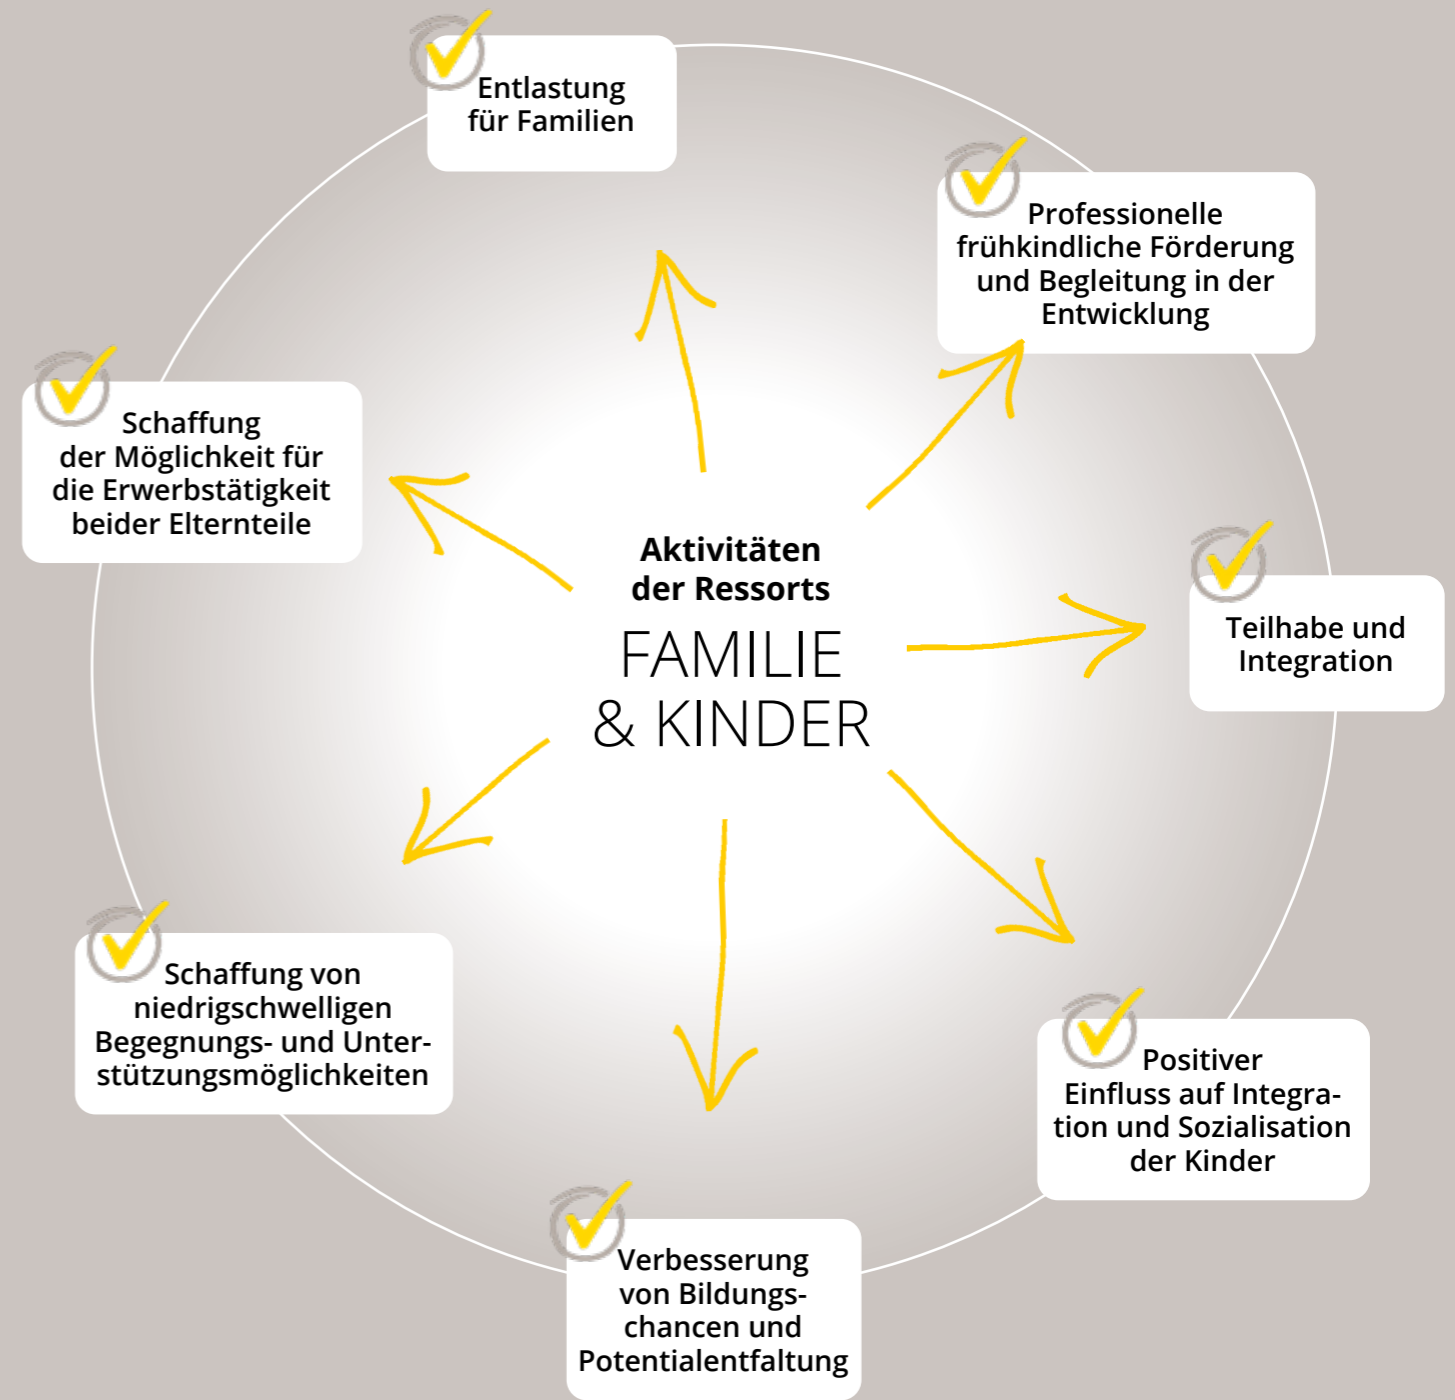 Entlastung
für Familien
Professionelle
frühkindliche Förderung
und Begleitung in der
Entwicklung
Schaffung
der Möglichkeit für
die Erwerbstätigkeit
beider Elternteile
Aktivitäten
der Ressorts
FAMILIE
& KINDER
Teilhabe und
Integration
Schaffung von
niedrigschwelligen
Begegnungs- und Unter-
stützungsmöglichkeiten
Positiver
Einfluss auf Integra-
tion und Sozialisation
der Kinder
Verbesserung
von Bildungs-
chancen und
Potentialentfaltung